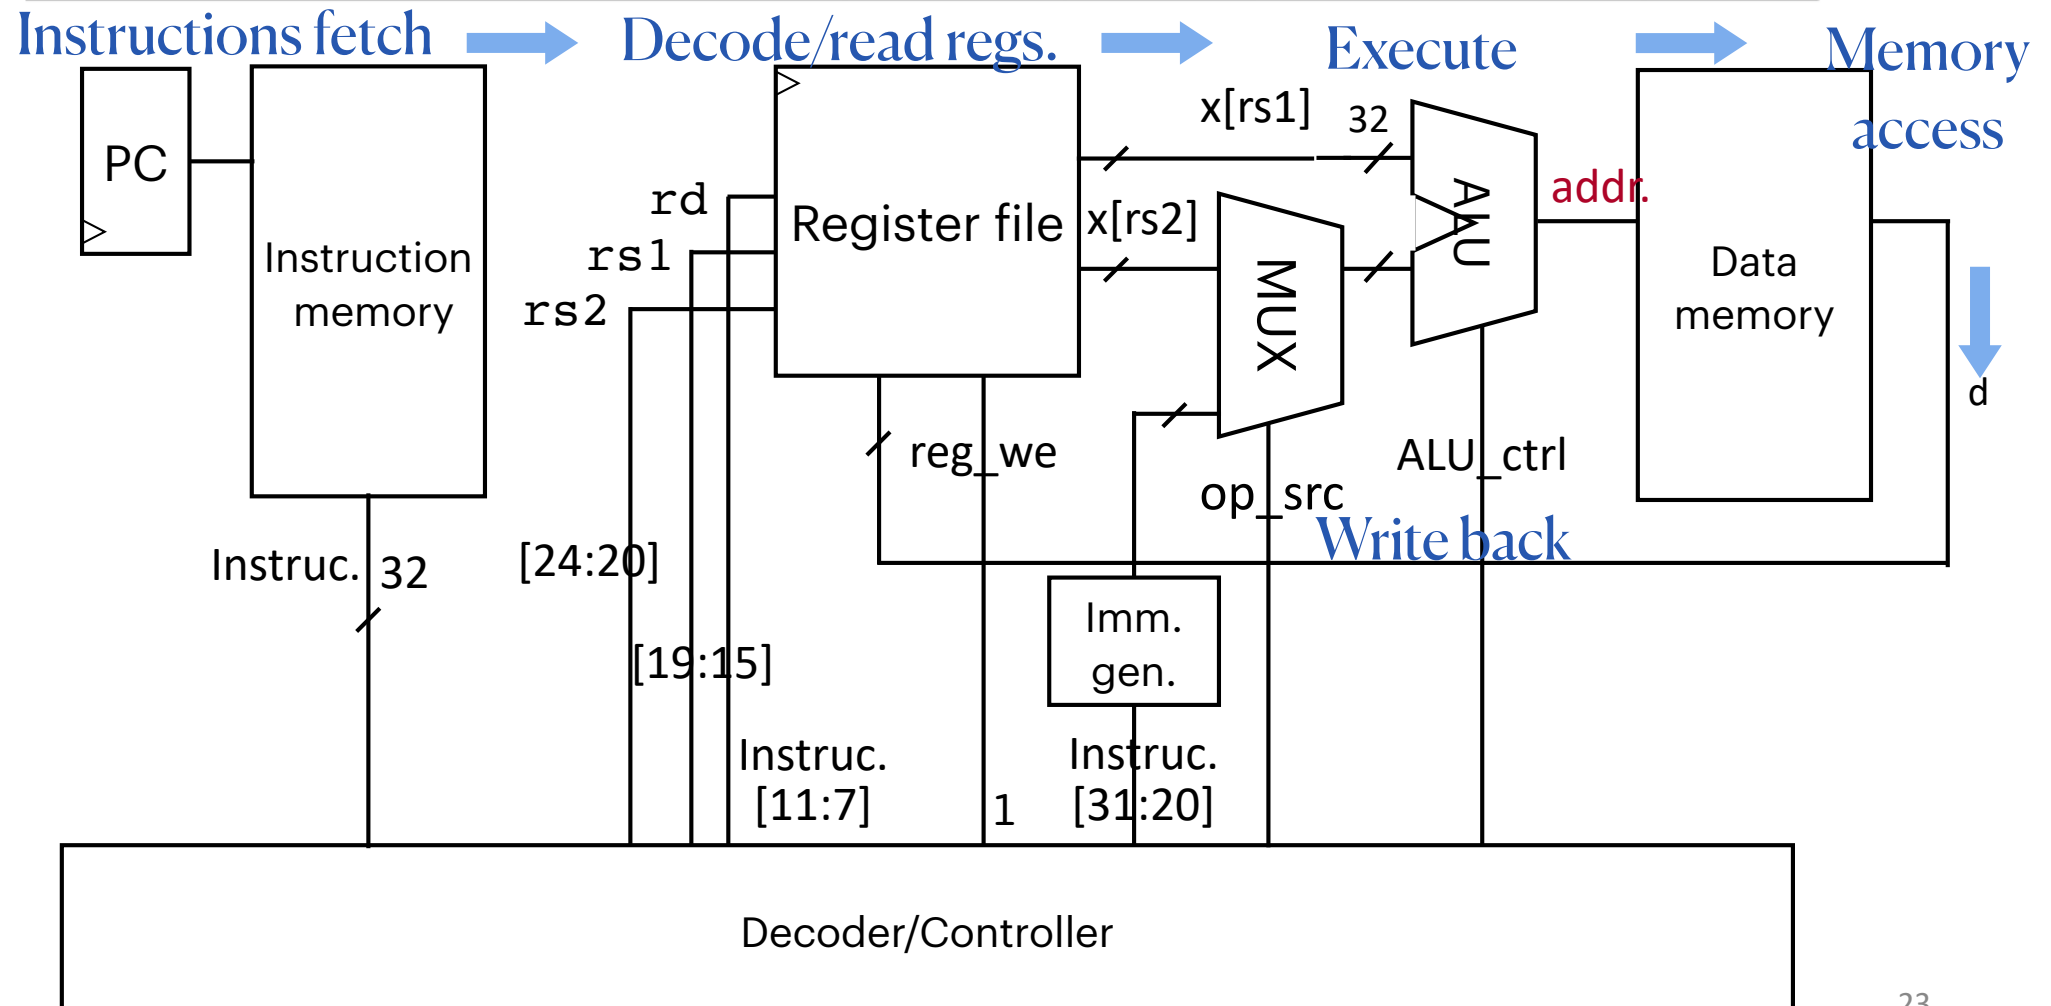 Instructions fetch
Decode/read regs.
Execute
Memory
access
PC
Instruction
memory
rd
rs1
rs2
Register file
x[rs1]
32
x[rs2]
MUX
ALU
addr.
Data
memory
d
reg_we
op_src
ALU_ctrl
Write back
Instruc.
32
[24:20]
[19:15]
Imm.
gen.
Instruc.
[11:7]
1
Instruc.
[31:20]
Decoder/Controller
23